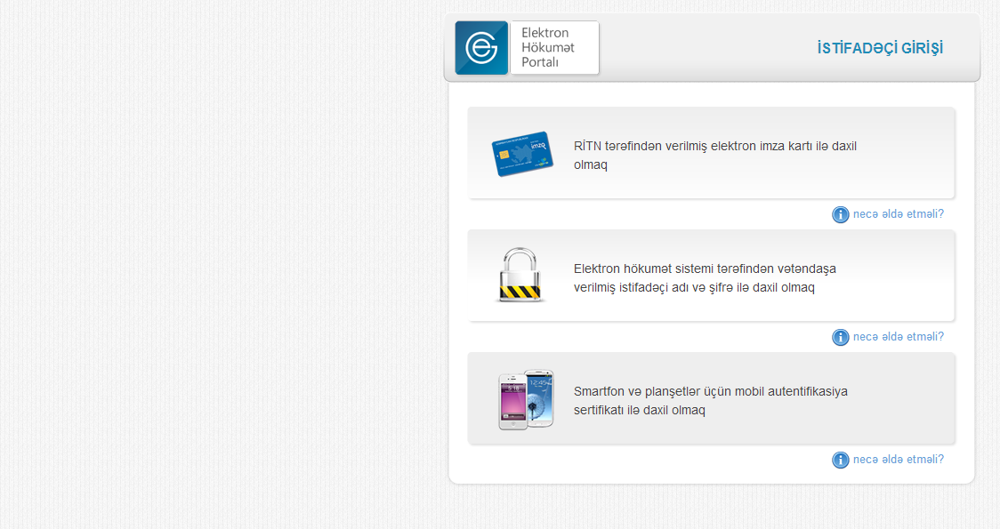 Elektron
Hökumət
Portalı
İSTİFADƏÇİ GİRİŞİ
imza
RİTN tərəfindən verilmiş elektron imza kartı ilə daxil
olmaq
necə əldə etməli?
Elektron hökumət sistemi tərəfindən vətəndaşa
verilmiş istifadəçi adı və şifrə ilə daxil olmaq
necə əldə etməli?
12:45
Smartfon və planşetlər üçün mobil autentifikasiya
sertifikatı ilə daxil olmaq
necə əldə etməli?